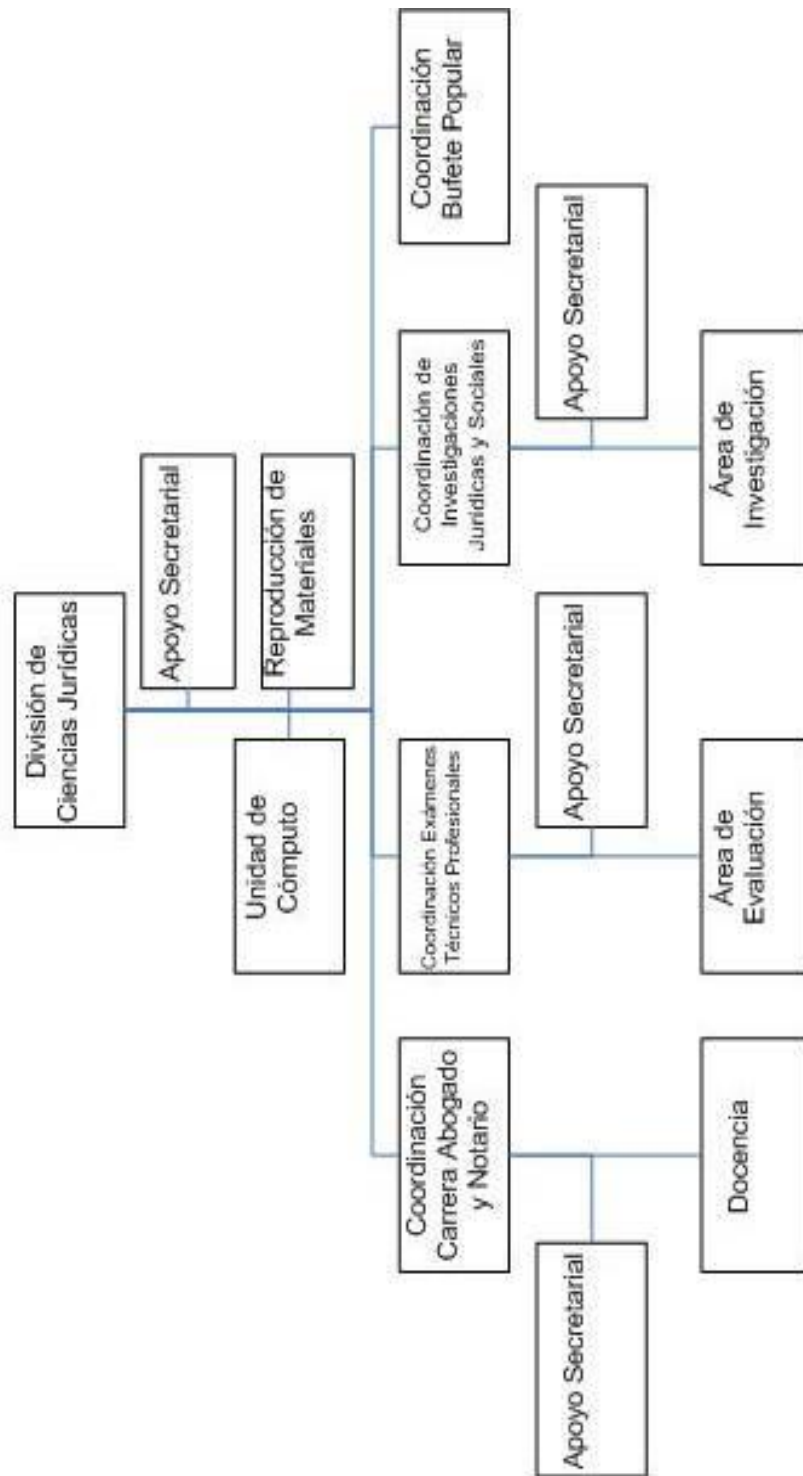 División de
Ciencias Jurídicas
Apoyo Secretarial
Unidad de
Cómputo
Reproducción de
Materiales
Coordinación
Carrera Abogado
y Notario
Coordinación Exámenes
Técnicos Profesionales
Coordinación de
Investigaciones
Jurídicas y Sociales
Coordinación
Bufete Popular
Apoyo Secretarial
Apoyo Secretarial
Apoyo Secretarial
Docencia
Área de
Evaluación
Área de
Investigación